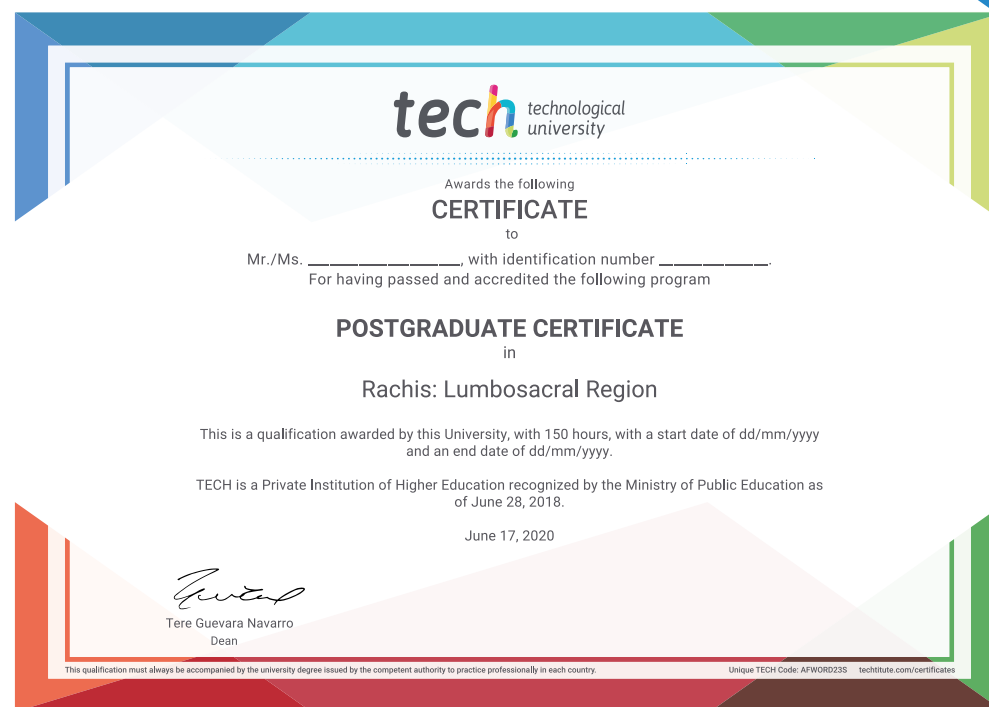 tech technological
university
Awards the following
CERTIFICATE
to
Mr./Ms. ____________________, with identification number ______________.
For having passed and accredited the following program
POSTGRADUATE CERTIFICATE
in
Rachis: Lumbosacral Region
This is a qualification awarded by this University, with 150 hours, with a start date of dd/mm/yyyy
and an end date of dd/mm/yyyy.
TECH is a Private Institution of Higher Education recognized by the Ministry of Public Education as
of June 28, 2018.
June 17, 2020
Tere Guevara Navarro
Dean
This qualification must always be accompanied by the university degree issued by the competent authority to practice professionally in each country.
Unique TECH Code: AFWORD23S techtitute.com/certificates